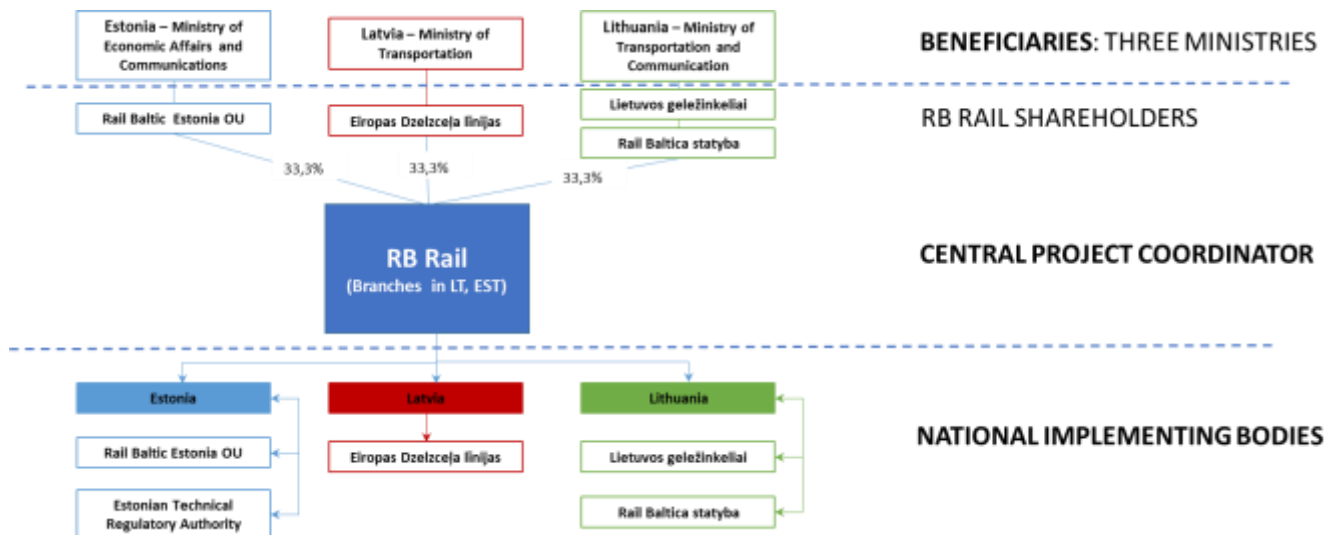 Estonia – Ministry of
Economic Affairs and
Communications
Latvia – Ministry of
Transportation
Lithuania – Ministry of
Transportation and
Communication
BENEFICIARIES: THREE MINISTRIES
Rail Baltic Estonia OU
Eiropas Dzelzceļa līnijas
Lietuvos geležinkeliai
Rail Baltica statyba
RB RAIL SHAREHOLDERS
33,3%
33,3%
33,3%
RB Rail
(Branches in LT, EST)
CENTRAL PROJECT COORDINATOR
Estonia
Latvia
Lithuania
Rail Baltic Estonia OU
Eiropas Dzelzceļa līnijas
Lietuvos geležinkeliai
NATIONAL IMPLEMENTING BODIES
Estonian Technical
Regulatory Authority
Rail Baltica statyba